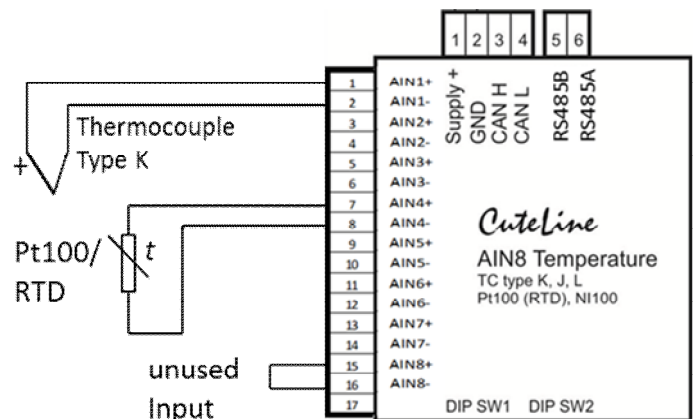 1 2 3 4 5 6
Supply +
GND
CAN H
CAN L
RS485B
RS485A
1 AIN1+
2 AIN1-
3 AIN2+
4 AIN2-
5 AIN3+
6 AIN3-
7 AIN4+
8 AIN4-
9 AIN5+
10 AIN5-
11 AIN6+
12 AIN6-
13 AIN7+
14 AIN7-
15 AIN8+
16 AIN8-
17
+
Thermocouple
Type K
Pt100/ t
RTD
unused
Input
CuteLine
AIN8 Temperature
TC type K, J, L
Pt100 (RTD), NI100
DIP SW1 DIP SW2